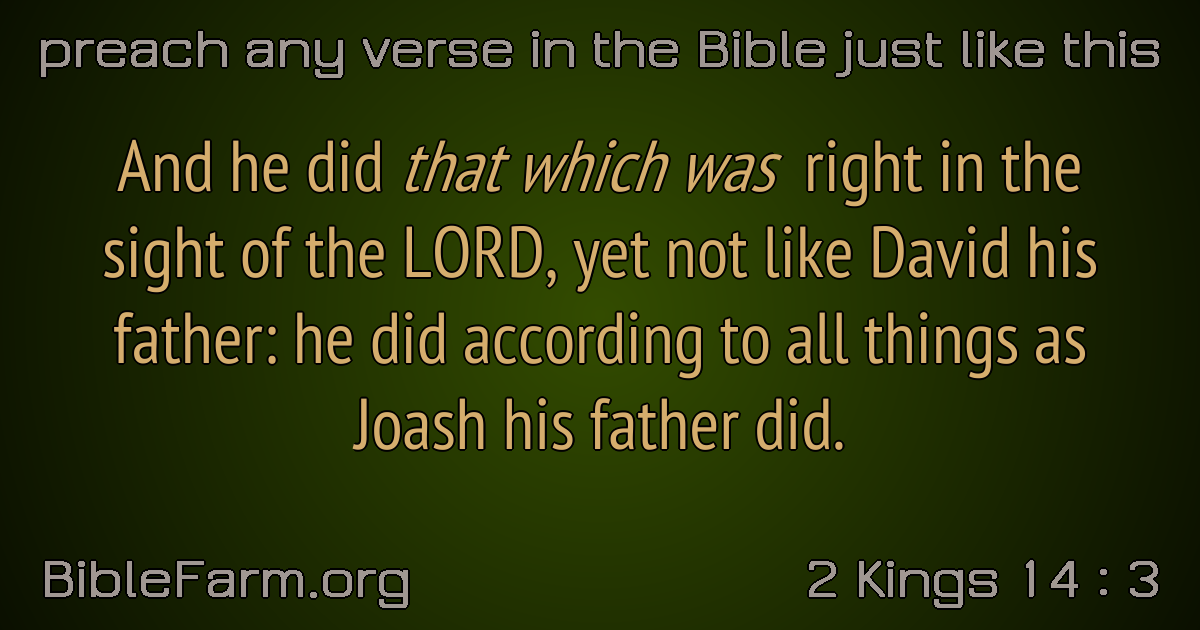 preach any verse in the Bible just like this
And he did that which was right in the
sight of the LORD, yet not like David his
father: he did according to all things as
Joash his father did.
BibleFarm.org
2 Kings 14 : 3